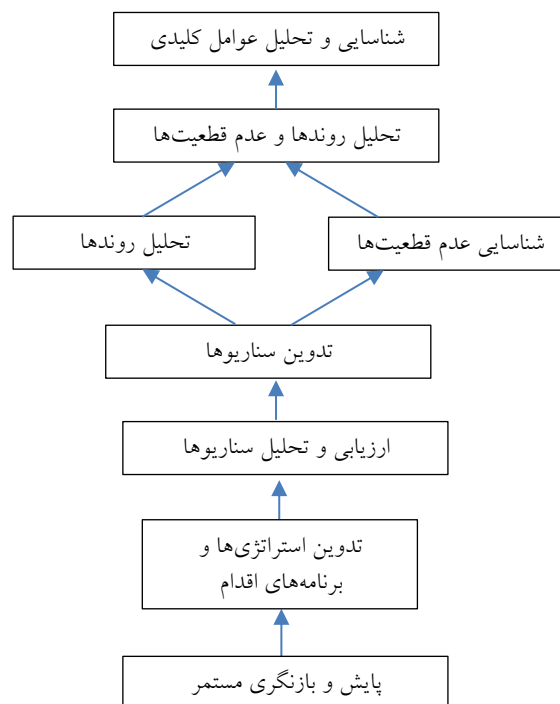 شناسایی و تحلیل عوامل کلیدی
تحلیل روندها و عدم قطعیت‌ها
شناسایی عدم قطعیت‌ها
تحلیل روندها
تدوین سناریوها
ارزیابی و تحلیل سناریوها
تدوین استراتژی‌ها و
برنامه‌های اقدام
پایش و بازنگری مستمر